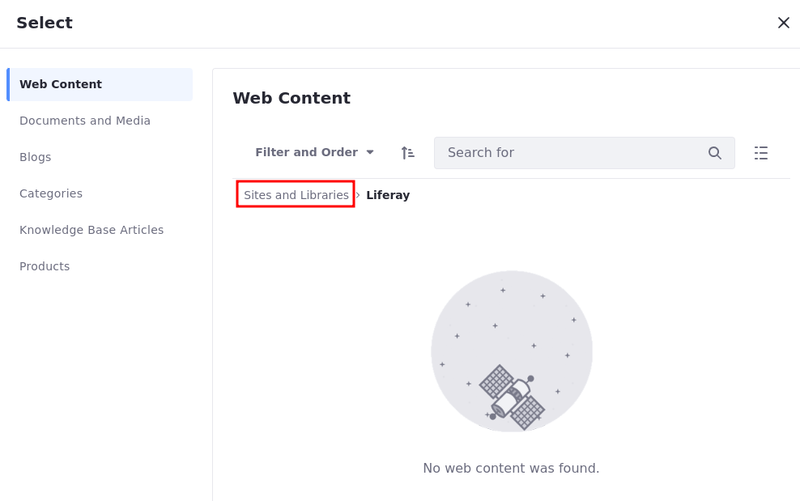 Select
Web Content
Documents and Media
Blogs
Categories
Knowledge Base Articles
Products
Web Content
Filter and Order
Search for
Sites and Libraries › Liferay
No web content was found.